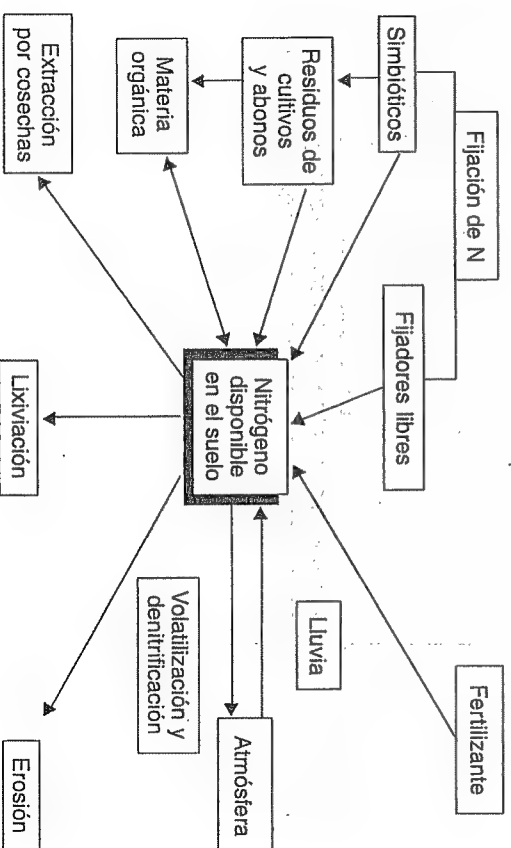 Fijación de N
Fertilizante
Simbióticos
Fijadores libres
Lluvia
Residuos de
cultivos
y abonos
Nitrógeno
disponible
en el suelo
Atmósfera
Materia
orgánica
Volatilización y
denitrificación
Extracción
por cosechas
Lixiviación
Erosión